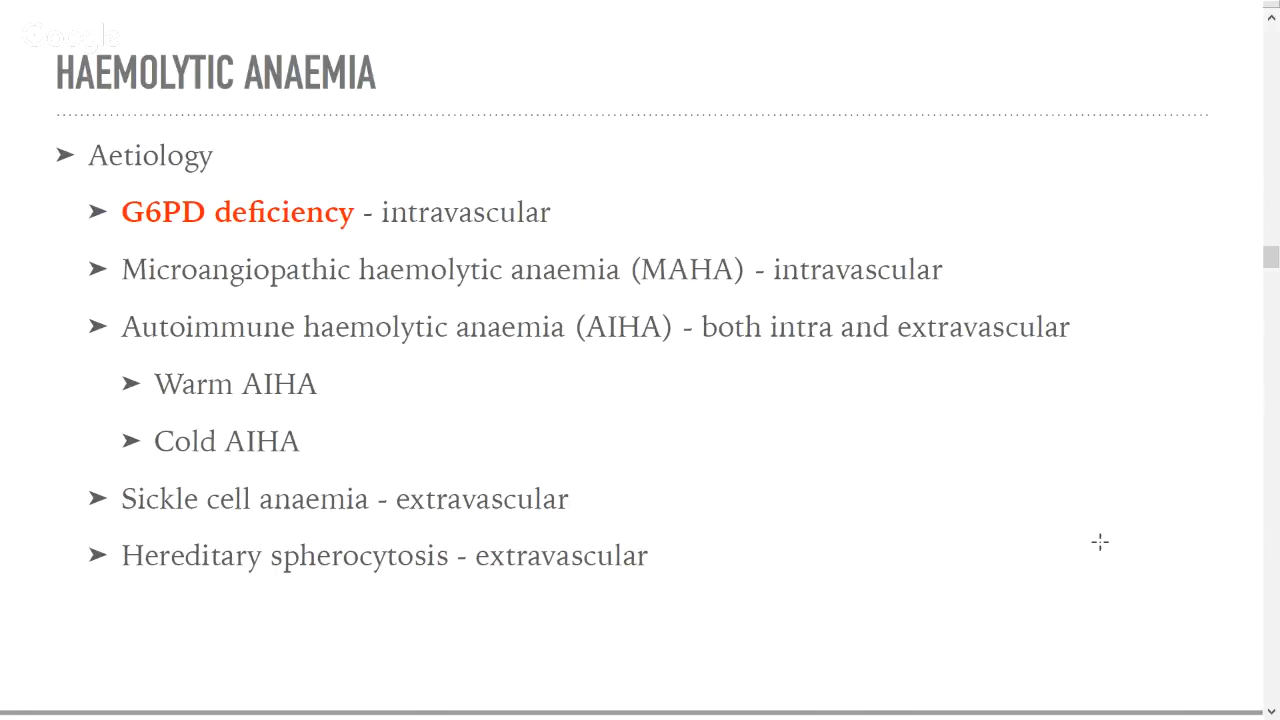 Google
HAEMOLYTIC ANAEMIA
➤ Aetiology
➤ G6PD deficiency - intravascular
➤ Microangiopathic haemolytic anaemia (MAHA) - intravascular
➤ Autoimmune haemolytic anaemia (AIHA) - both intra and extravascular
➤ Warm AIHA
➤ Cold AIHA
➤ Sickle cell anaemia - extravascular
➤ Hereditary spherocytosis - extravascular